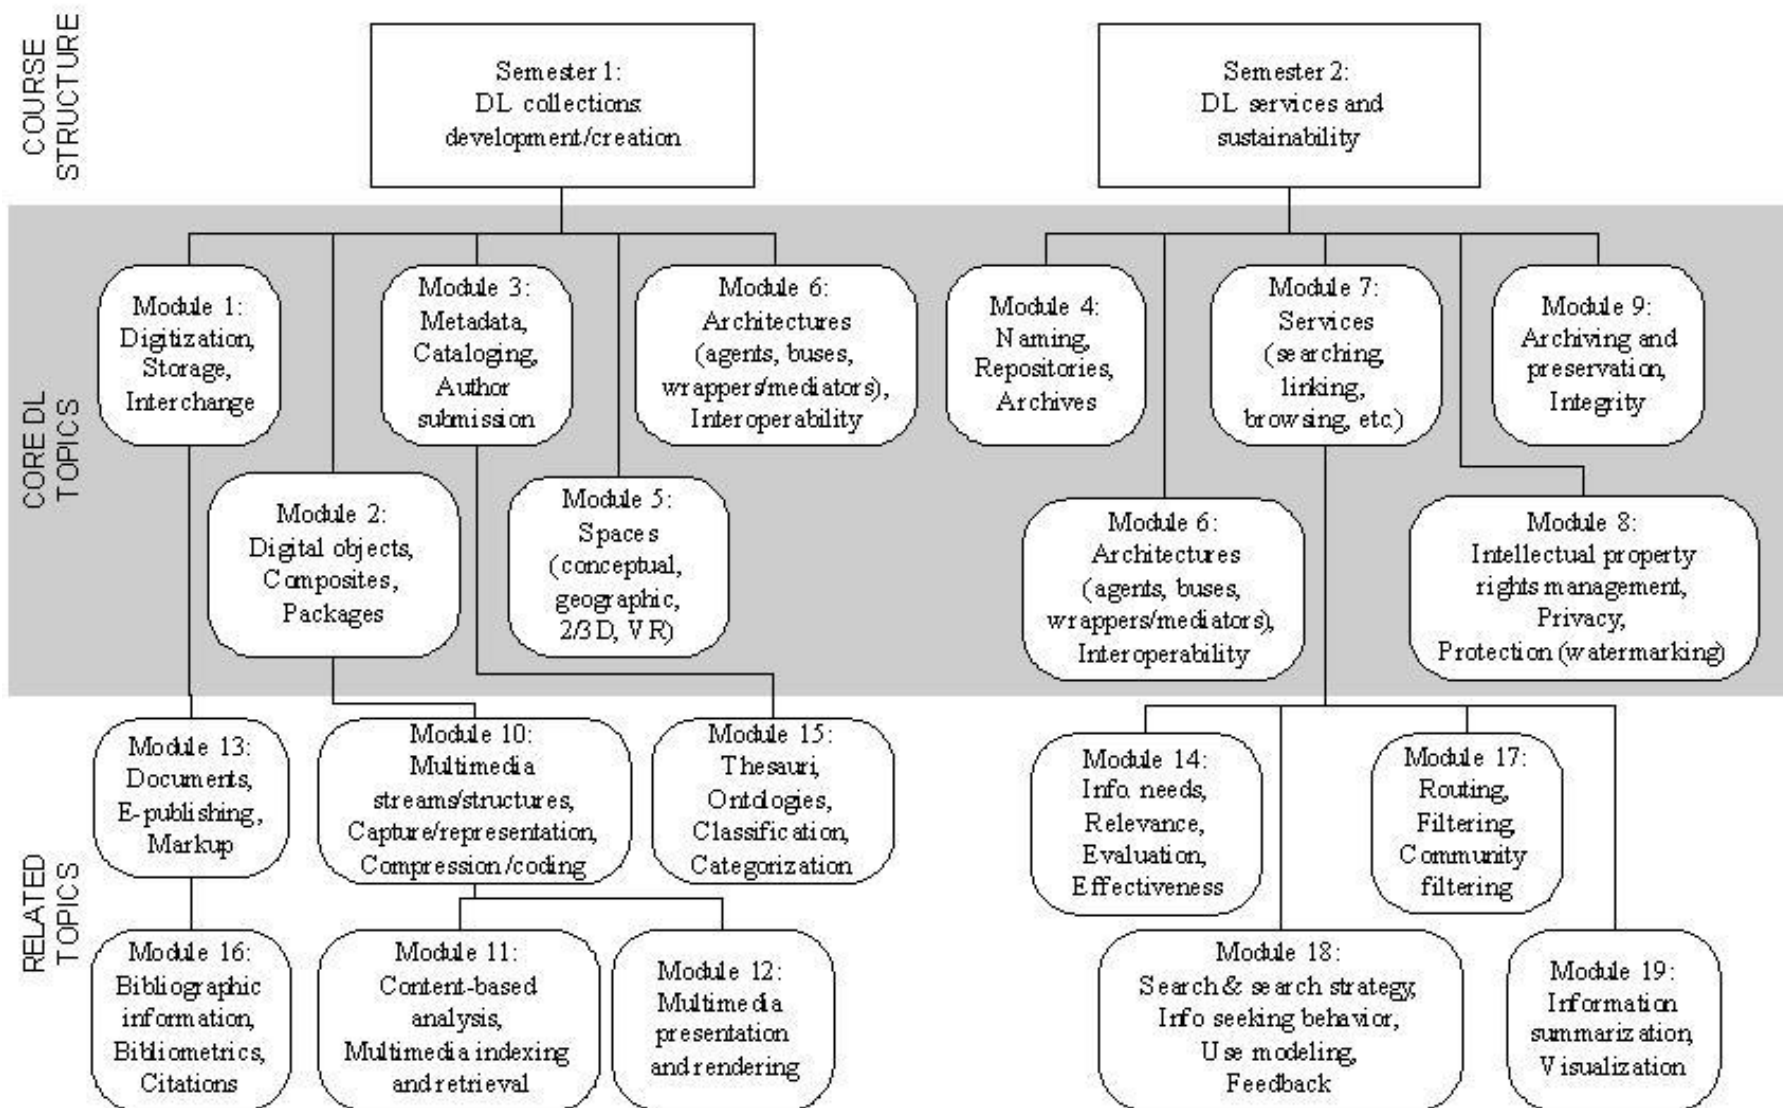 COURSE
STRUCTURE
Semester 1:
DL collections:
development/creation
Semester 2:
DL services and
sustainability
CORE DL
TOPICS
Module 1:
Digitization,
Storage,
Interchange
Module 3:
Metadata,
Cataloging,
Author
submission
Module 6:
Architectures
(agents, buses,
wrappers/mediators),
Interoperability
Module 4:
Naming,
Repositories,
Archives
Module 7:
Services
(searching,
linking,
browsing, etc.)
Module 9:
Archiving and
preservation,
Integrity
Module 2:
Digital objects,
Composites,
Packages
Module 5:
Spaces
(conceptual,
geographic,
2/3D, VR)
Module 6:
Architectures
(agents, buses,
wrappers/mediators),
Interoperability
Module 8:
Intellectual property
rights management,
Privacy,
Protection (watermarking)
RELATED
TOPICS
Module 13:
Documents,
E-publishing,
Markup
Module 10:
Multimedia
streams/structures,
Capture/representation,
Compression/coding
Module 15:
Thesauri,
Ontologies,
Classification,
Categorization
Module 14:
Info. needs,
Relevance,
Evaluation,
Effectiveness
Module 17:
Routing,
Filtering,
Community
filtering
Module 16:
Bibliographic
information,
Bibliometrics,
Citations
Module 11:
Content-based
analysis,
Multimedia indexing
and retrieval
Module 12:
Multimedia
presentation
and rendering
Module 18:
Search & search strategy,
Info seeking behavior,
Use modeling,
Feedback
Module 19:
Information
summarization,
Visualization